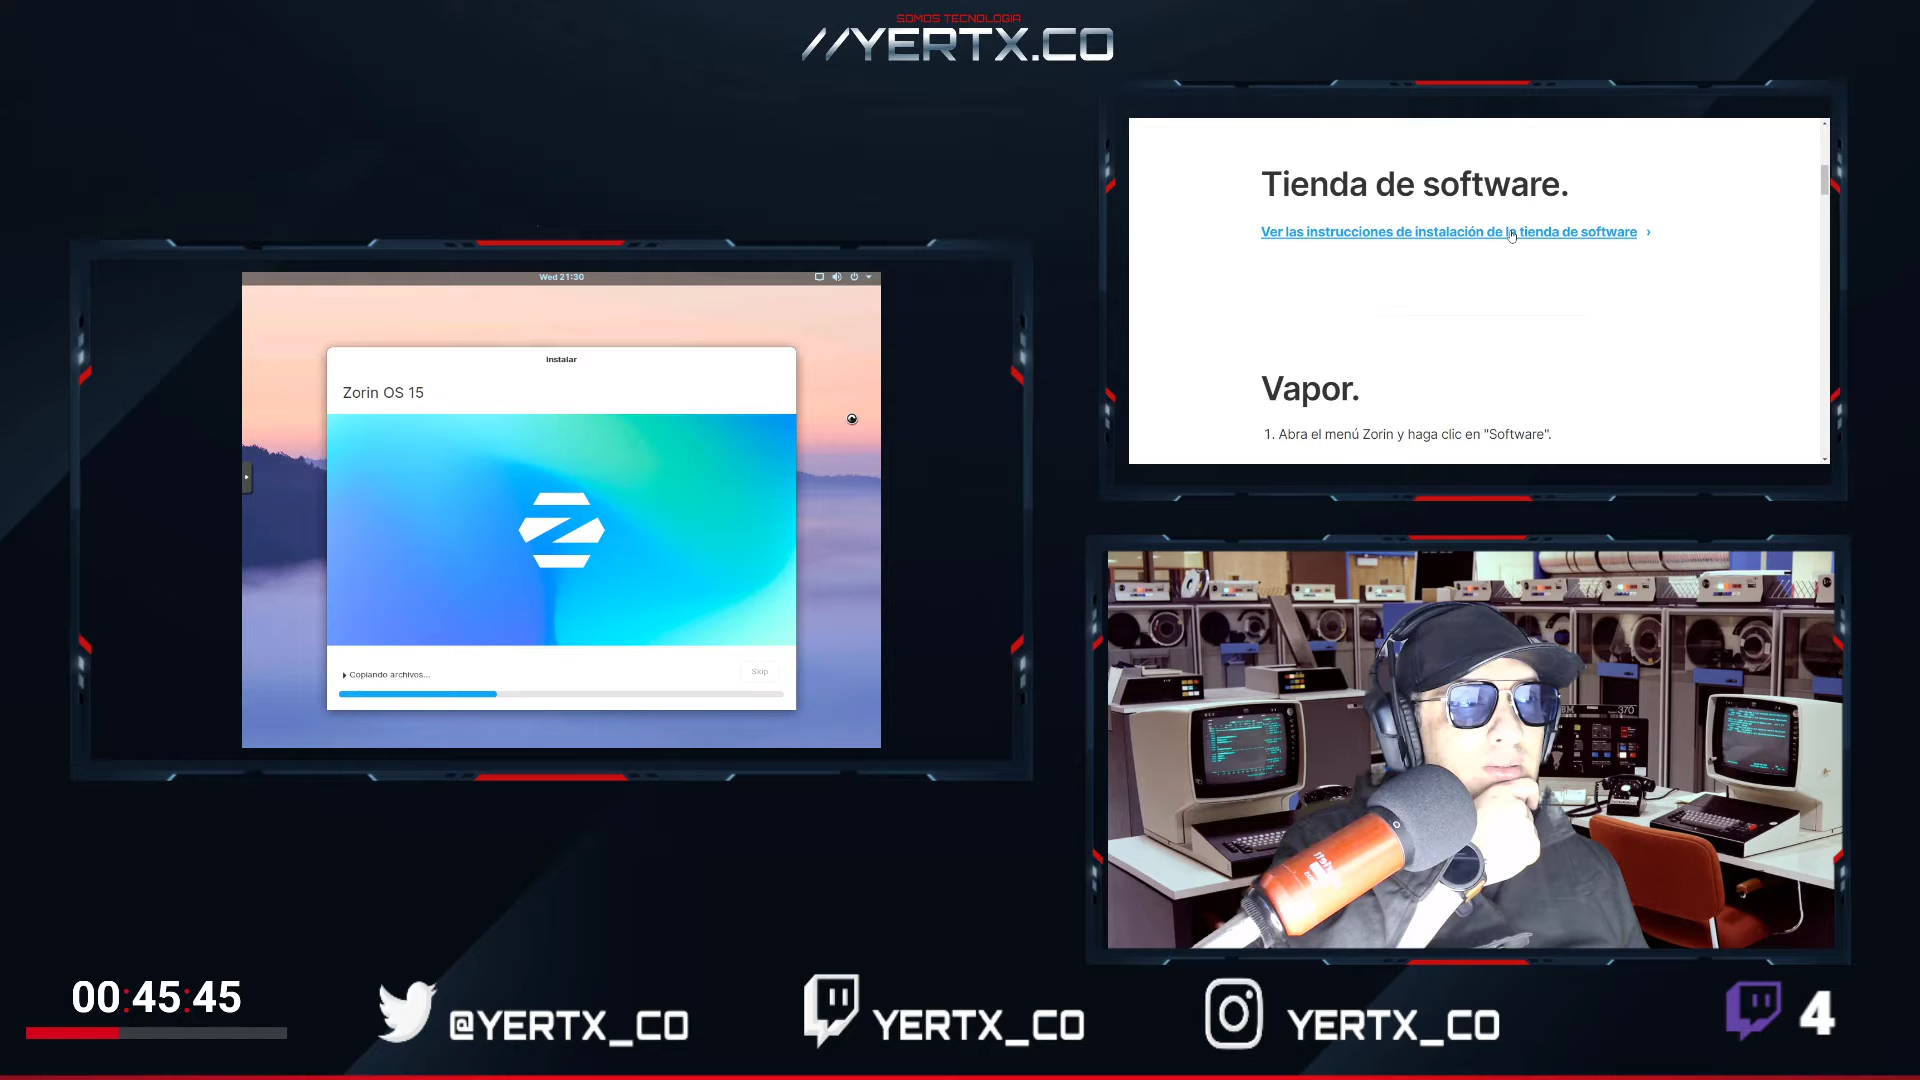 SOMOS TECNOLOGIA
//YERTX.CO
Wed 21:30
Instalar
Zorin OS 15
Copiando archivos...
Skip
Tienda de software.
Ver las instrucciones de instalación de la tienda de software ›
Vapor.
1. Abra el menú Zorin y haga clic en "Software".
370
00:45:45
@YERTX_CO
YERTX_CO
YERTX_CO
4